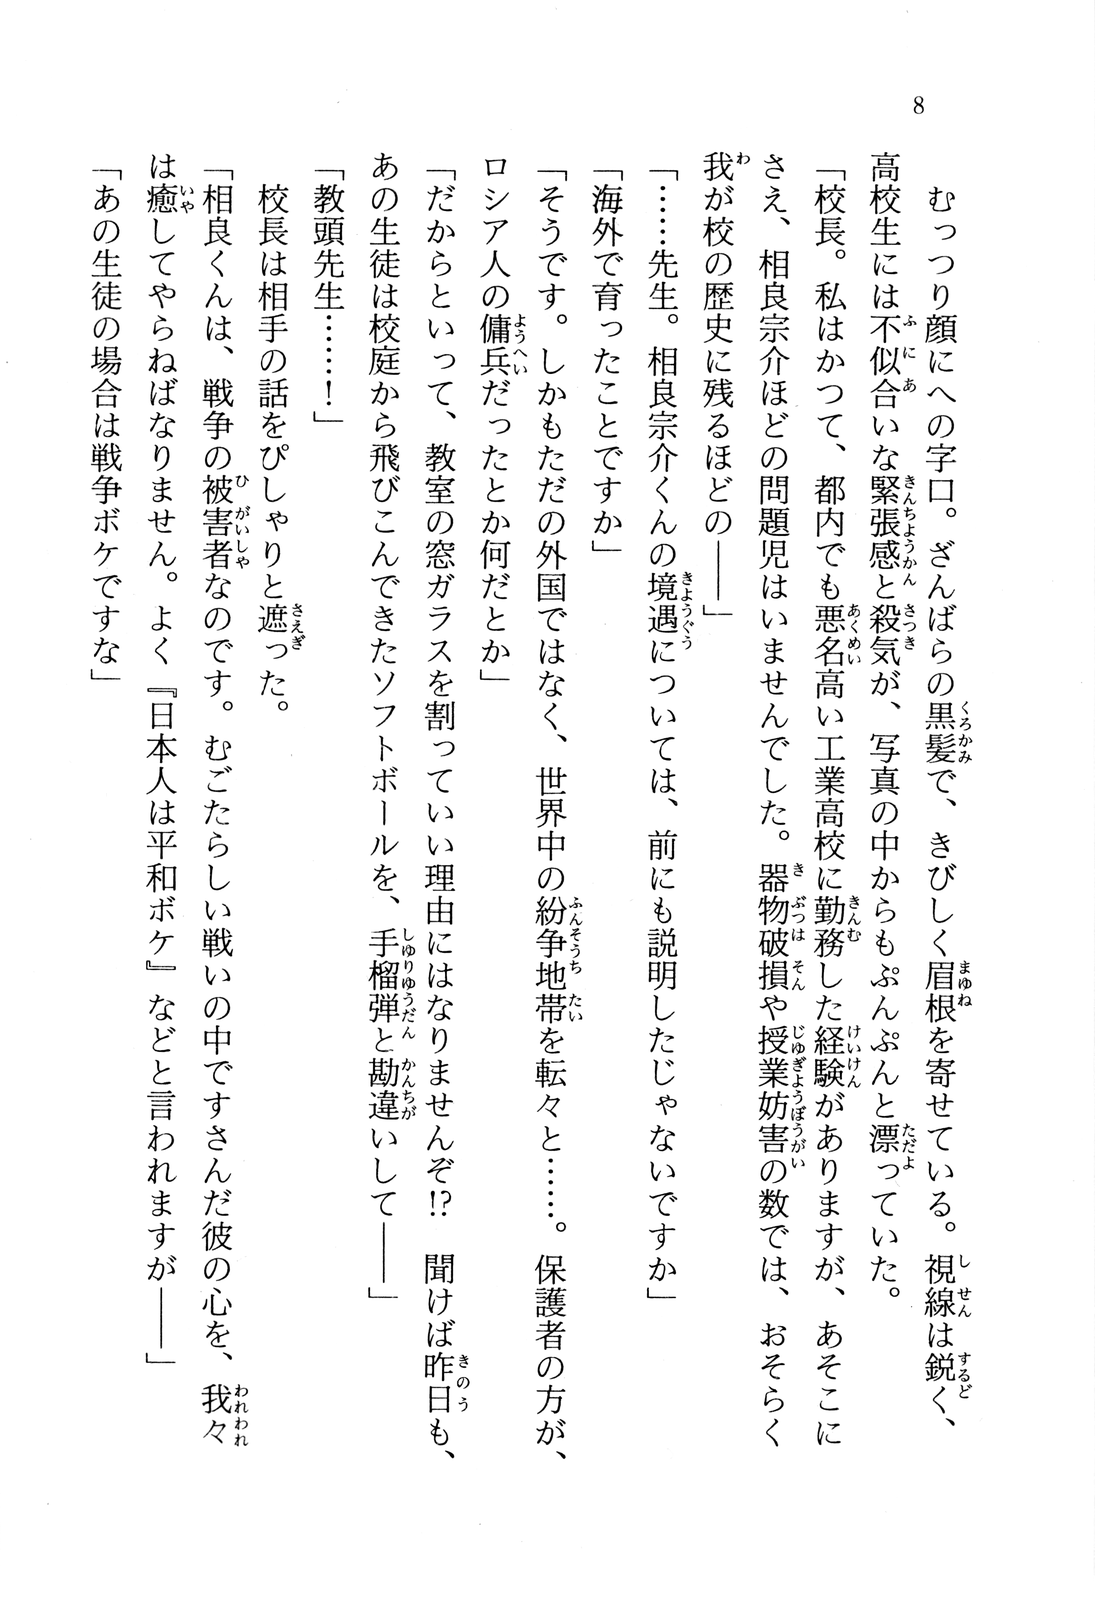 8
むっつり顔にへの字口。ざんばらの黒髪で、きびしく眉根を寄せている。視線は鋭く、
高校生には不似合いな緊張感と殺気が、写真の中からもぷんぷんと漂っていた。
「校長。私はかつて、都内でも悪名高い工業高校に勤務した経験がありますが、あそこに
さえ、相良宗介ほどの問題児はいませんでした。器物破損や授業妨害の数では、おそらく
我が校の歴史に残るほどの――」
「……先生。相良宗介くんの境遇については、前にも説明したじゃないですか」
「海外で育ったことですか」
「そうです。しかもただの外国ではなく、世界中の紛争地帯を転々と……。保護者の方が、
ロシア人の傭兵だったとか何だとか」
「だからといって、教室の窓ガラスを割っていい理由にはなりませんぞ!?　聞けば昨日も、
あの生徒は校庭から飛びこんできたソフトボールを、手榴弾と勘違いして――」
「教頭先生……！」
校長は相手の話をぴしゃりと遮った。
「相良くんは、戦争の被害者なのです。むごたらしい戦いの中ですさんだ彼の心を、我々
は癒してやらねばなりません。よく『日本人は平和ボケ』などと言われますが――」
「あの生徒の場合は戦争ボケですな」